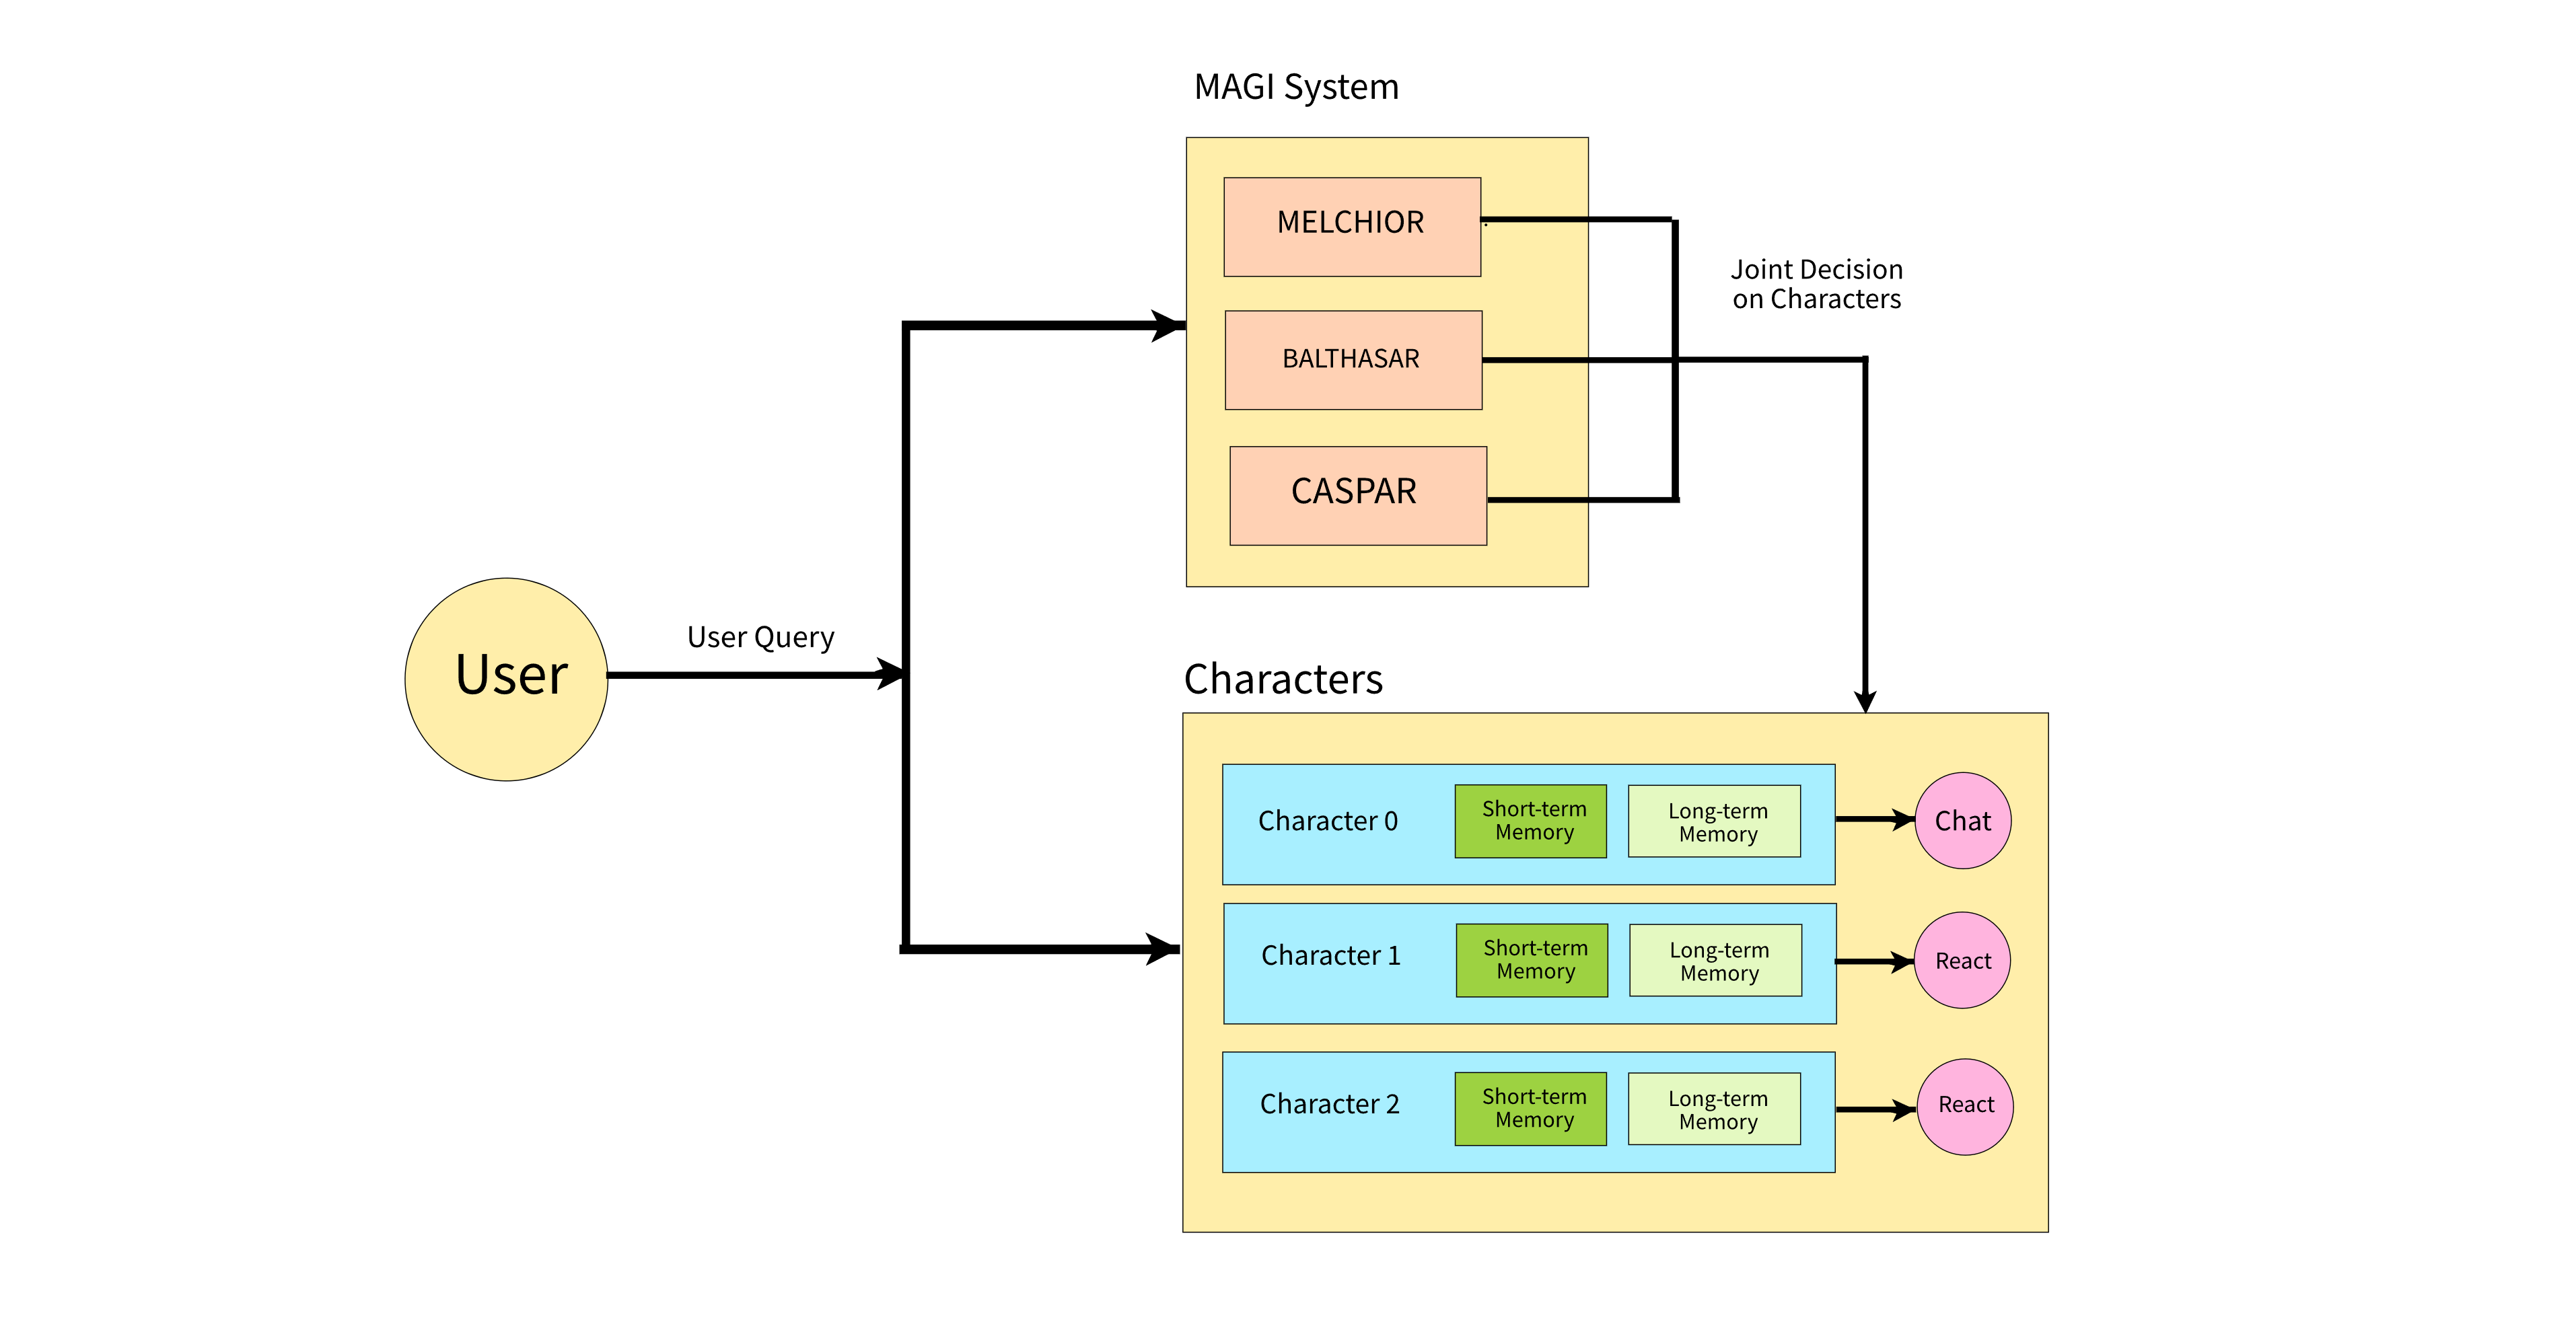 MAGI System
MELCHIOR
BALTHASAR
CASPAR
Joint Decision
on Characters
User
User Query
Characters
Character 0
Short-term
Memory
Long-term
Memory
Chat
Character 1
Short-term
Memory
Long-term
Memory
React
Character 2
Short-term
Memory
Long-term
Memory
React